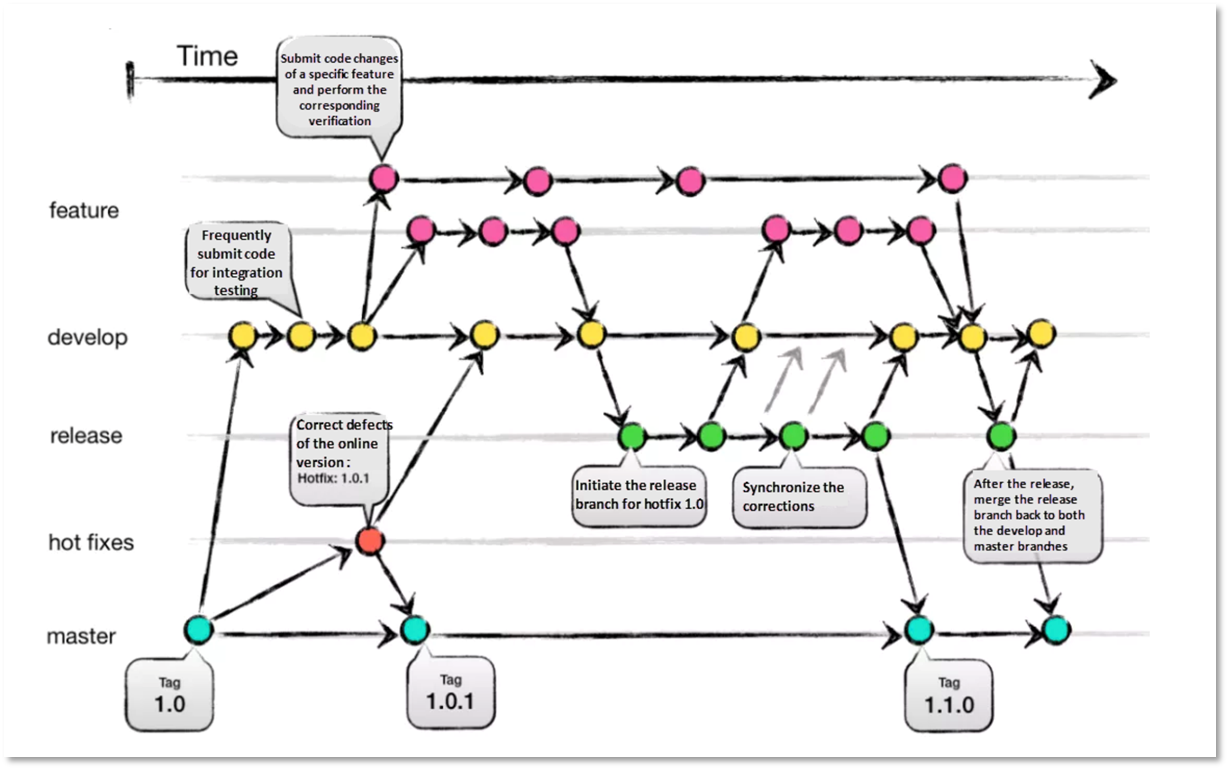 Time
Submit code changes
of a specific feature
and perform the
corresponding
verification
feature
Frequently
submit code
for integration
testing
develop
release
Correct defects
of the online
version:
Hotfix: 1.0.1
Initiate the release
branch for hotfix 1.0
Synchronize the
corrections
After the release,
merge the release
branch back to both
the develop and
master branches
hot fixes
master
Tag
1.0
Tag
1.0.1
Tag
1.1.0